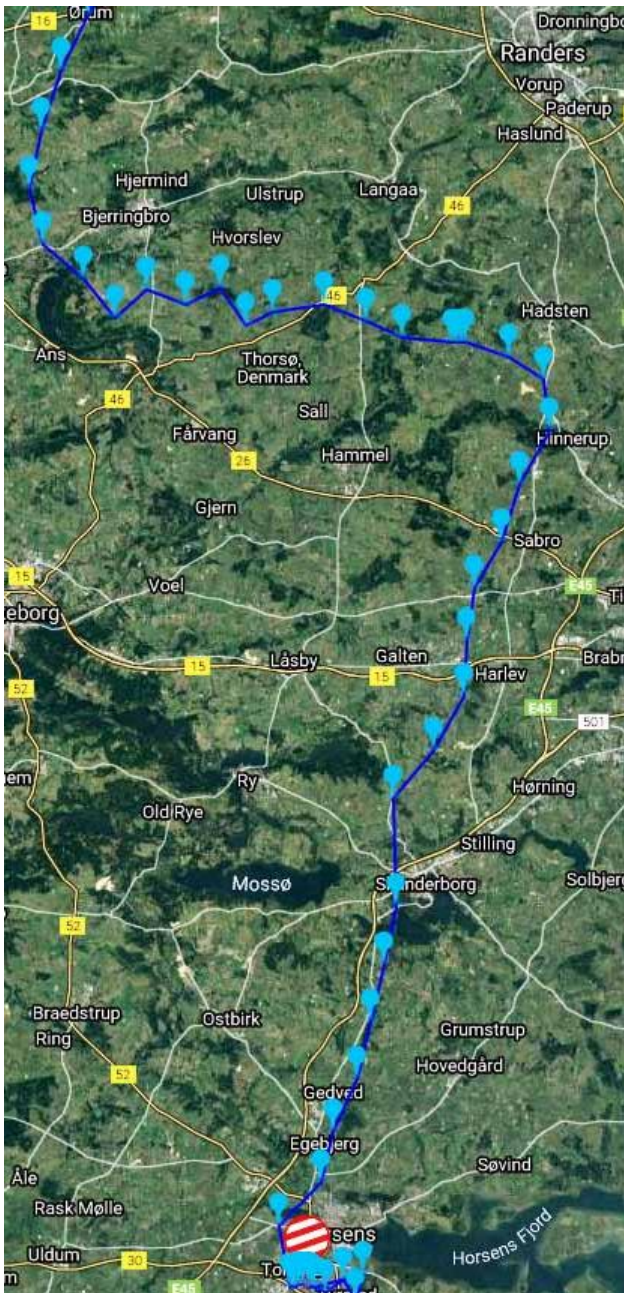 Ørum
16
Dronningbo
Randers
Vorup
Paderup
Haslund
Hjermind
Ulstrup
Langaa
46
Bjerringbro
Hvorslev
46
Hadsten
Ans
Thorsø,
Denmark
46
Sall
Fårvang
Hinnerup
26
Hammel
Gjern
Sabro
15
Voel
E45
Ti
eborg
Låsby
Galten
Brabr
15
15
Harlev
52
E45
501
em
Ry
Hørning
Old Rye
Stilling
Mossø
Skanderborg
Solbjerg
52
Braedstrup
Ostbirk
Ring
Grumstrup
52
Hovedgård
Gedved
Egebjerg
Åle
Søvind
Rask Mølle
rsens
Horsens Fjord
Uldum
30
To
m
E45